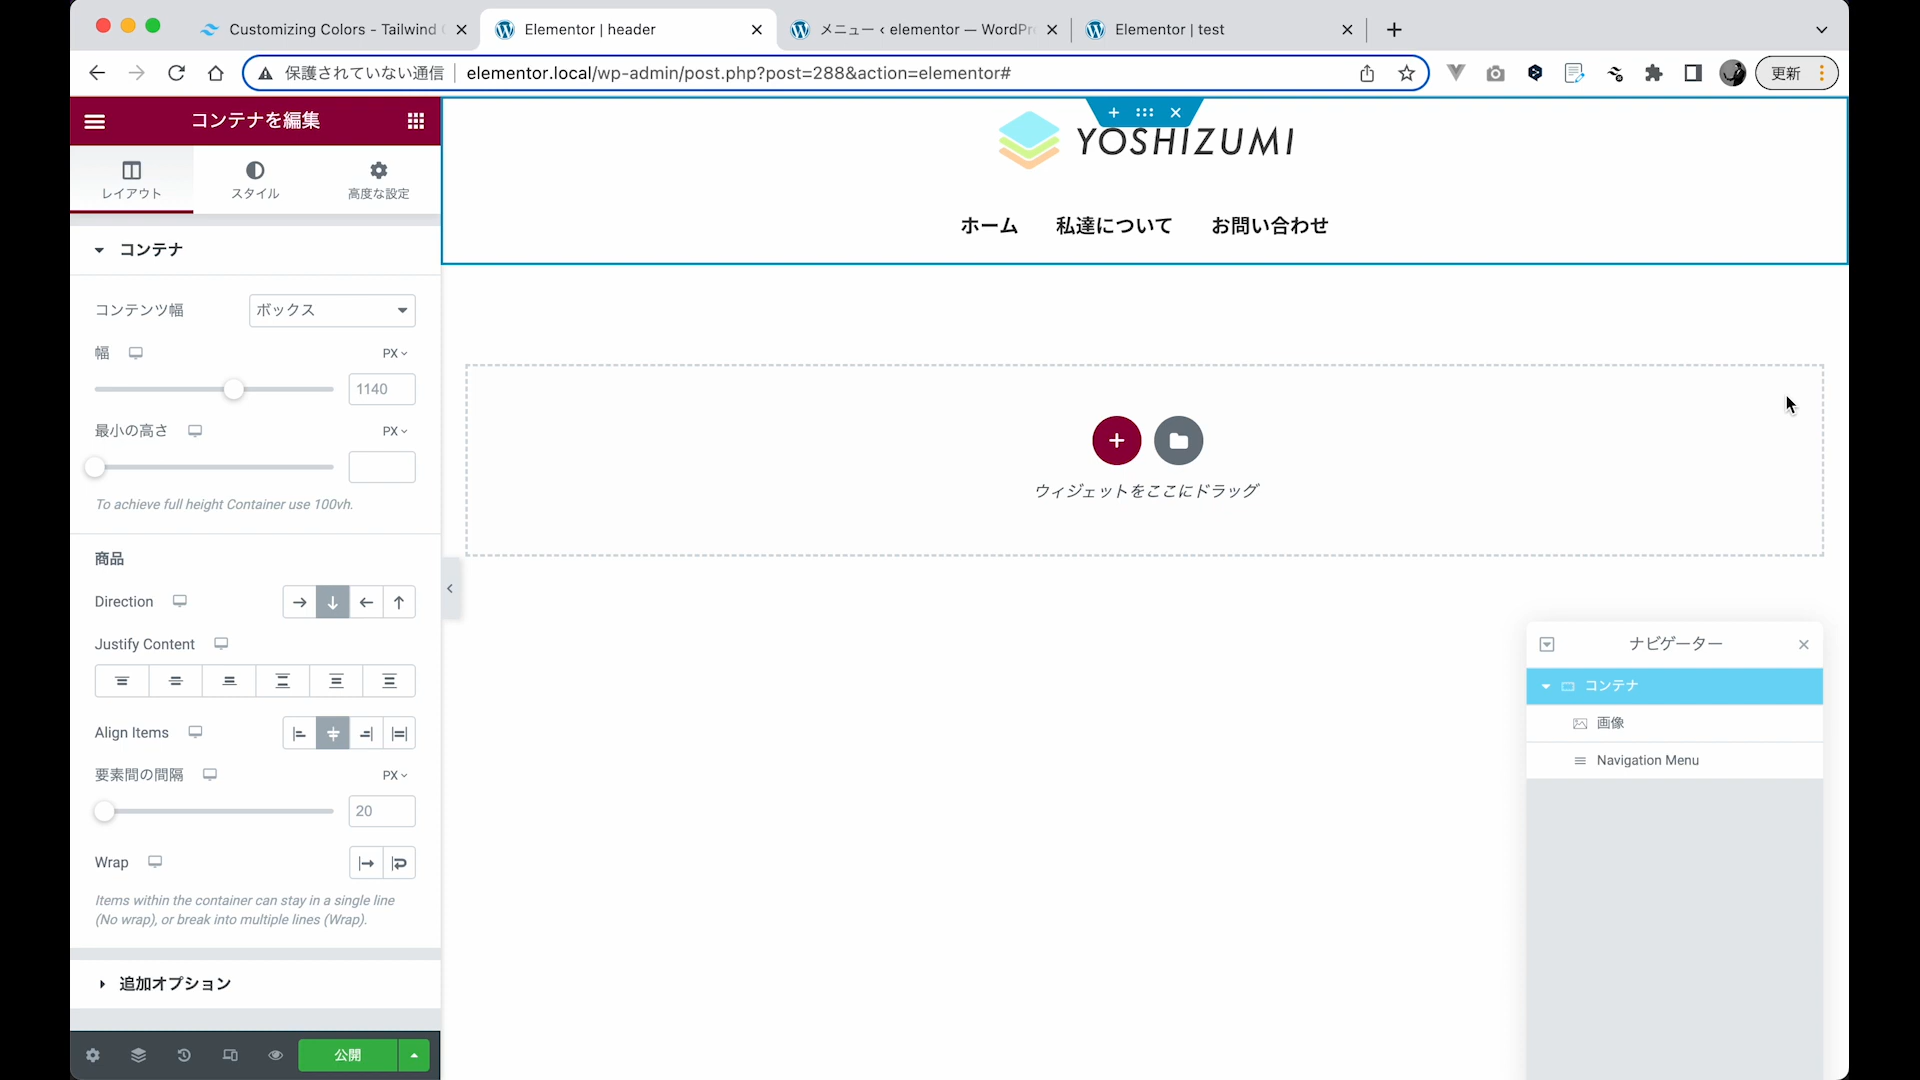 Customizing Colors - Tailwind
Elementor | header
メニュー ‹ elementor — WordPr
Elementor | test
保護されていない通信
elementor.local/wp-admin/post.php?post=288&action=elementor#
更新
コンテナを編集
レイアウト
スタイル
高度な設定
コンテナ
コンテンツ幅
ボックス
幅
PX
1140
最小の高さ
PX
To achieve full height Container use 100vh.
商品
Direction
Justify Content
Align Items
要素間の間隔
PX
20
Wrap
Items within the container can stay in a single line
(No wrap), or break into multiple lines (Wrap).
追加オプション
公開
YOSHIZUMI
ホーム
私達について
お問い合わせ
ウィジェットをここにドラッグ
ナビゲーター
コンテナ
画像
Navigation Menu